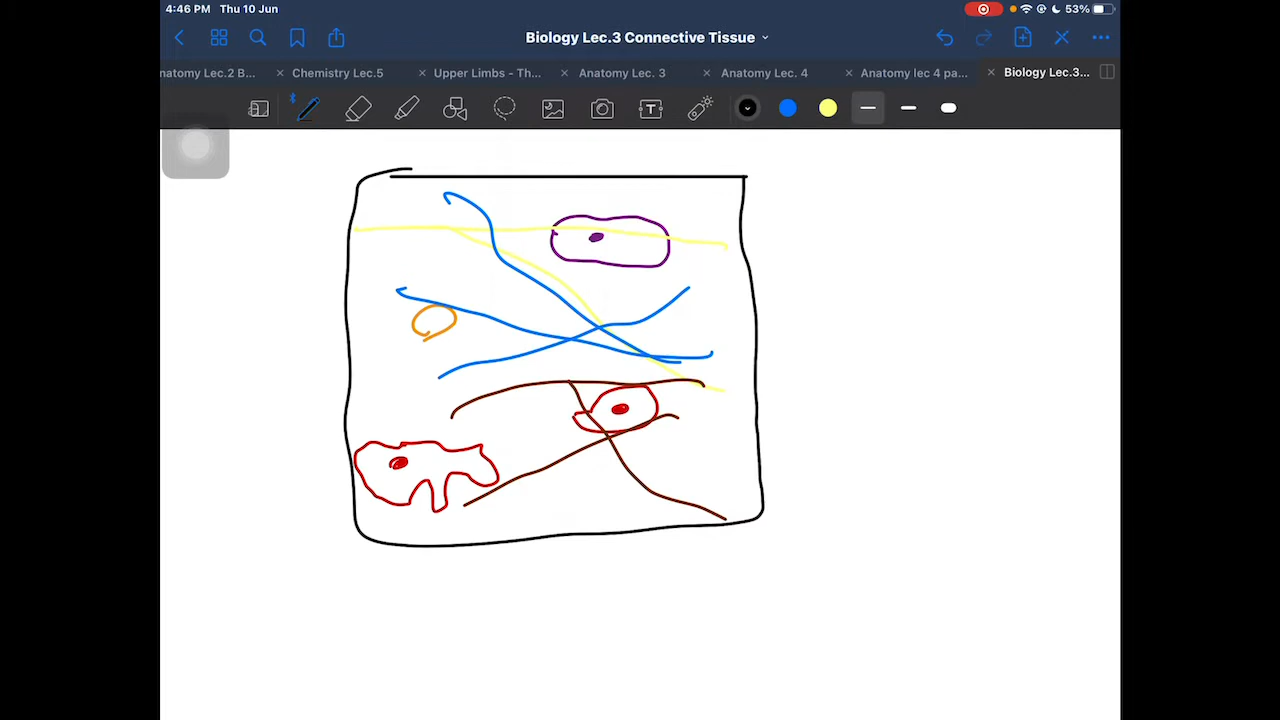 4:46 PM Thu 10 Jun 53%
Biology Lec.3 Connective Tissue
natomy Lec.2 B... Chemistry Lec.5 Upper Limbs - Th... Anatomy Lec. 3 Anatomy Lec. 4 Anatomy lec 4 pa... Biology Lec.3...
T